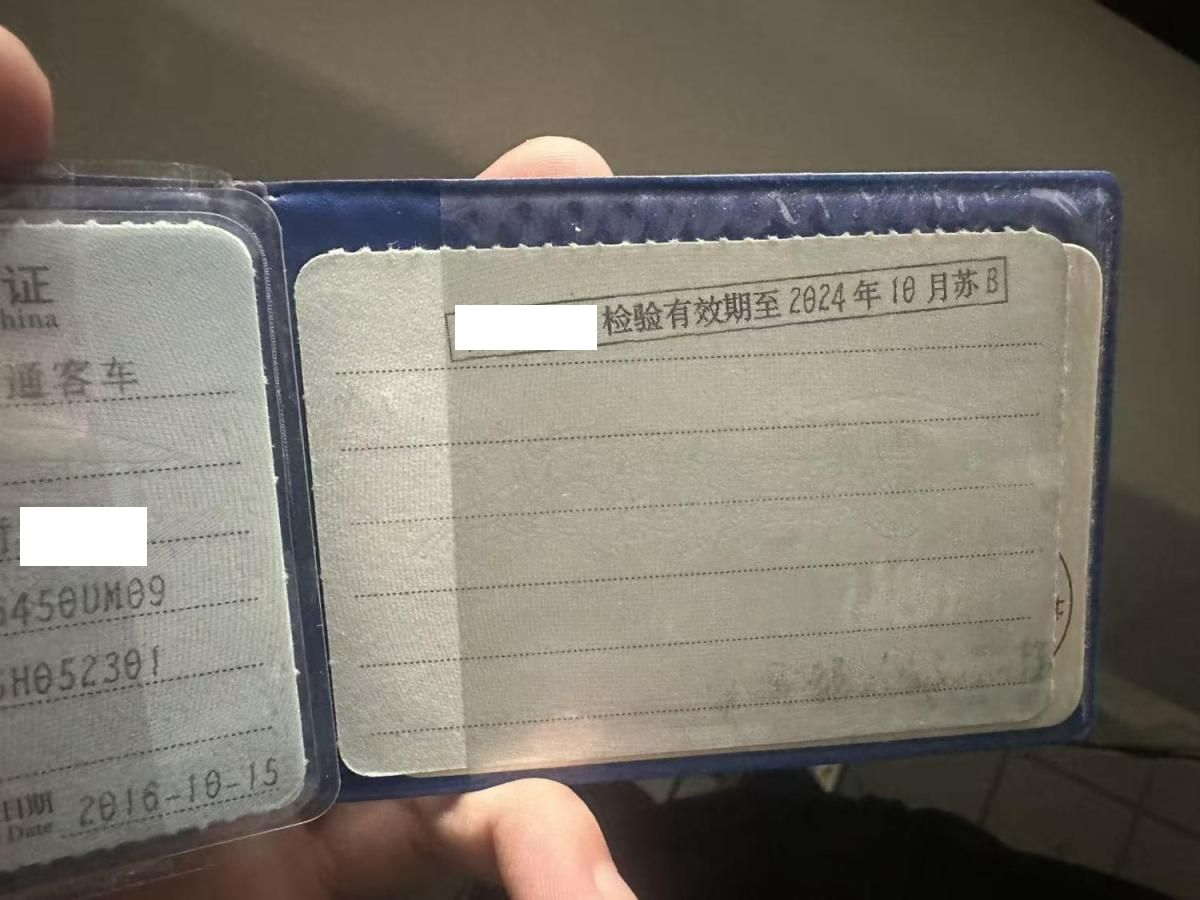 证
hina
通客车
6450UM09
GH052301
日期 2016-10-15
Date
检验有效期至2024年10月苏B